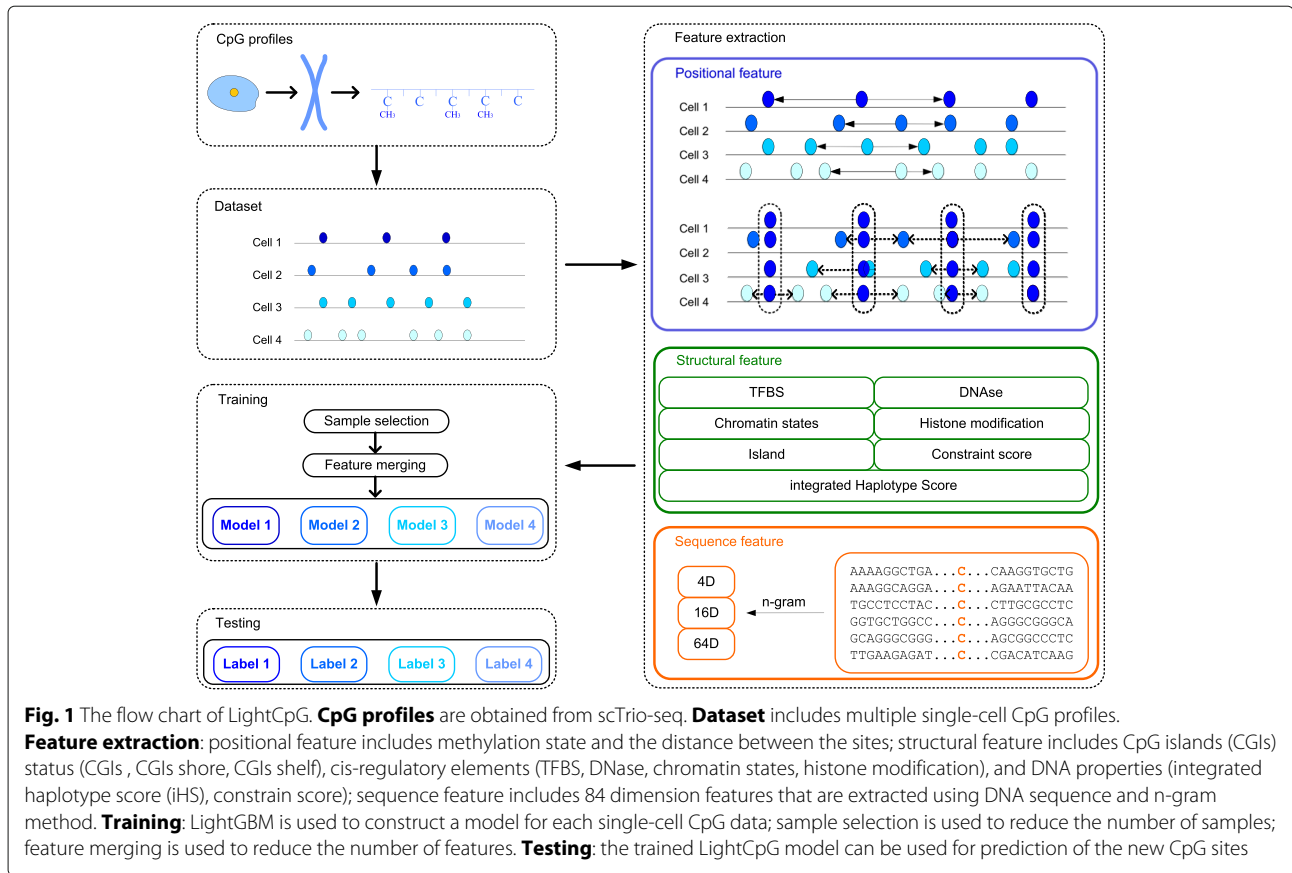 CpG profiles
C C C C C
CH3 CH3 CH3
Dataset
Cell 1
Cell 2
Cell 3
Cell 4
Training
Sample selection
Feature merging
Model 1 Model 2 Model 3 Model 4
Testing
Label 1 Label 2 Label 3 Label 4
Feature extraction
Positional feature
Cell 1
Cell 2
Cell 3
Cell 4
Cell 1
Cell 2
Cell 3
Cell 4
Structural feature
TFBS DNAse
Chromatin states Histone modification
Island Constraint score
integrated Haplotype Score
Sequence feature
4D
16D
64D
n-gram
AAAAGGCTGA...C...CAAGGTGCTG
AAAGGCAGGA...C...AGAATTACAA
TGCCTCCTAC...C...CTTGCGCCTC
GGTGCTGGCC...C...AGGGCGGGCA
GCAGGGCGGG...C...AGCGGCCCTC
TTGAAGAGAT...C...CGACATCAAG
Fig. 1 The flow chart of LightCpG. CpG profiles are obtained from scTrio-seq. Dataset includes multiple single-cell CpG profiles.
Feature extraction: positional feature includes methylation state and the distance between the sites; structural feature includes CpG islands (CGIs)
status (CGIs , CGIs shore, CGIs shelf), cis-regulatory elements (TFBS, DNase, chromatin states, histone modification), and DNA properties (integrated
haplotype score (iHS), constrain score); sequence feature includes 84 dimension features that are extracted using DNA sequence and n-gram
method. Training: LightGBM is used to construct a model for each single-cell CpG data; sample selection is used to reduce the number of samples;
feature merging is used to reduce the number of features. Testing: the trained LightCpG model can be used for prediction of the new CpG sites